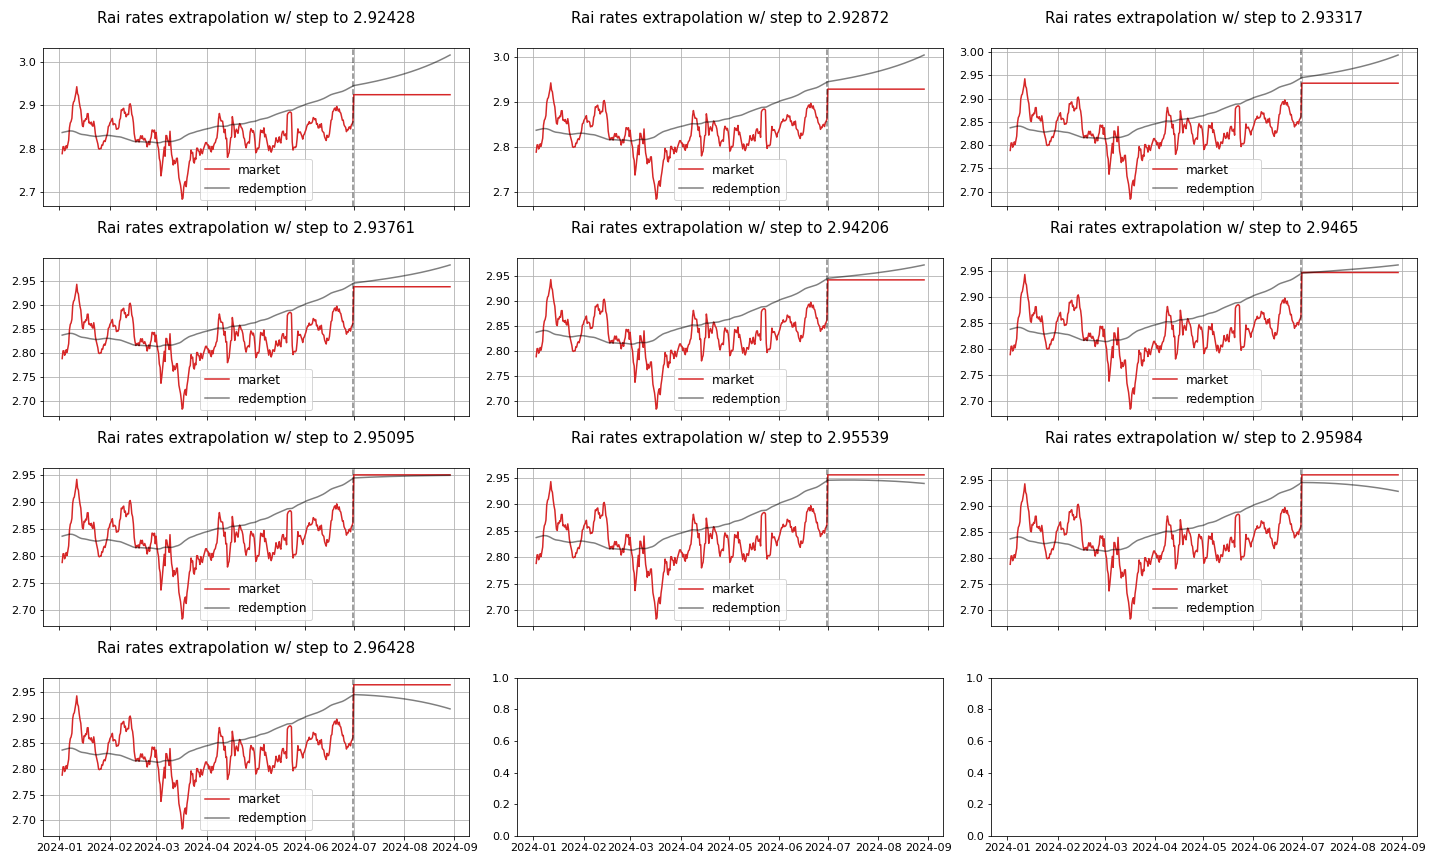 Rai rates extrapolation w/ step to 2.92428
Rai rates extrapolation w/ step to 2.92872
Rai rates extrapolation w/ step to 2.93317
3.0
2.9
2.8
2.7
market
redemption
3.0
2.9
2.8
2.7
market
redemption
3.00
2.95
2.90
2.85
2.80
2.75
2.70
market
redemption
Rai rates extrapolation w/ step to 2.93761
Rai rates extrapolation w/ step to 2.94206
Rai rates extrapolation w/ step to 2.9465
2.95
2.90
2.85
2.80
2.75
2.70
market
redemption
2.95
2.90
2.85
2.80
2.75
2.70
market
redemption
2.95
2.90
2.85
2.80
2.75
2.70
market
redemption
Rai rates extrapolation w/ step to 2.95095
Rai rates extrapolation w/ step to 2.95539
Rai rates extrapolation w/ step to 2.95984
2.95
2.90
2.85
2.80
2.75
2.70
market
redemption
2.95
2.90
2.85
2.80
2.75
2.70
market
redemption
2.95
2.90
2.85
2.80
2.75
2.70
market
redemption
Rai rates extrapolation w/ step to 2.96428
2.95
2.90
2.85
2.80
2.75
2.70
market
redemption
2024-01 2024-02 2024-03 2024-04 2024-05 2024-06 2024-07 2024-08 2024-09
1.0
0.8
0.6
0.4
0.2
0.0
2024-01 2024-02 2024-03 2024-04 2024-05 2024-06 2024-07 2024-08 2024-09
1.0
0.8
0.6
0.4
0.2
0.0
2024-01 2024-02 2024-03 2024-04 2024-05 2024-06 2024-07 2024-08 2024-09